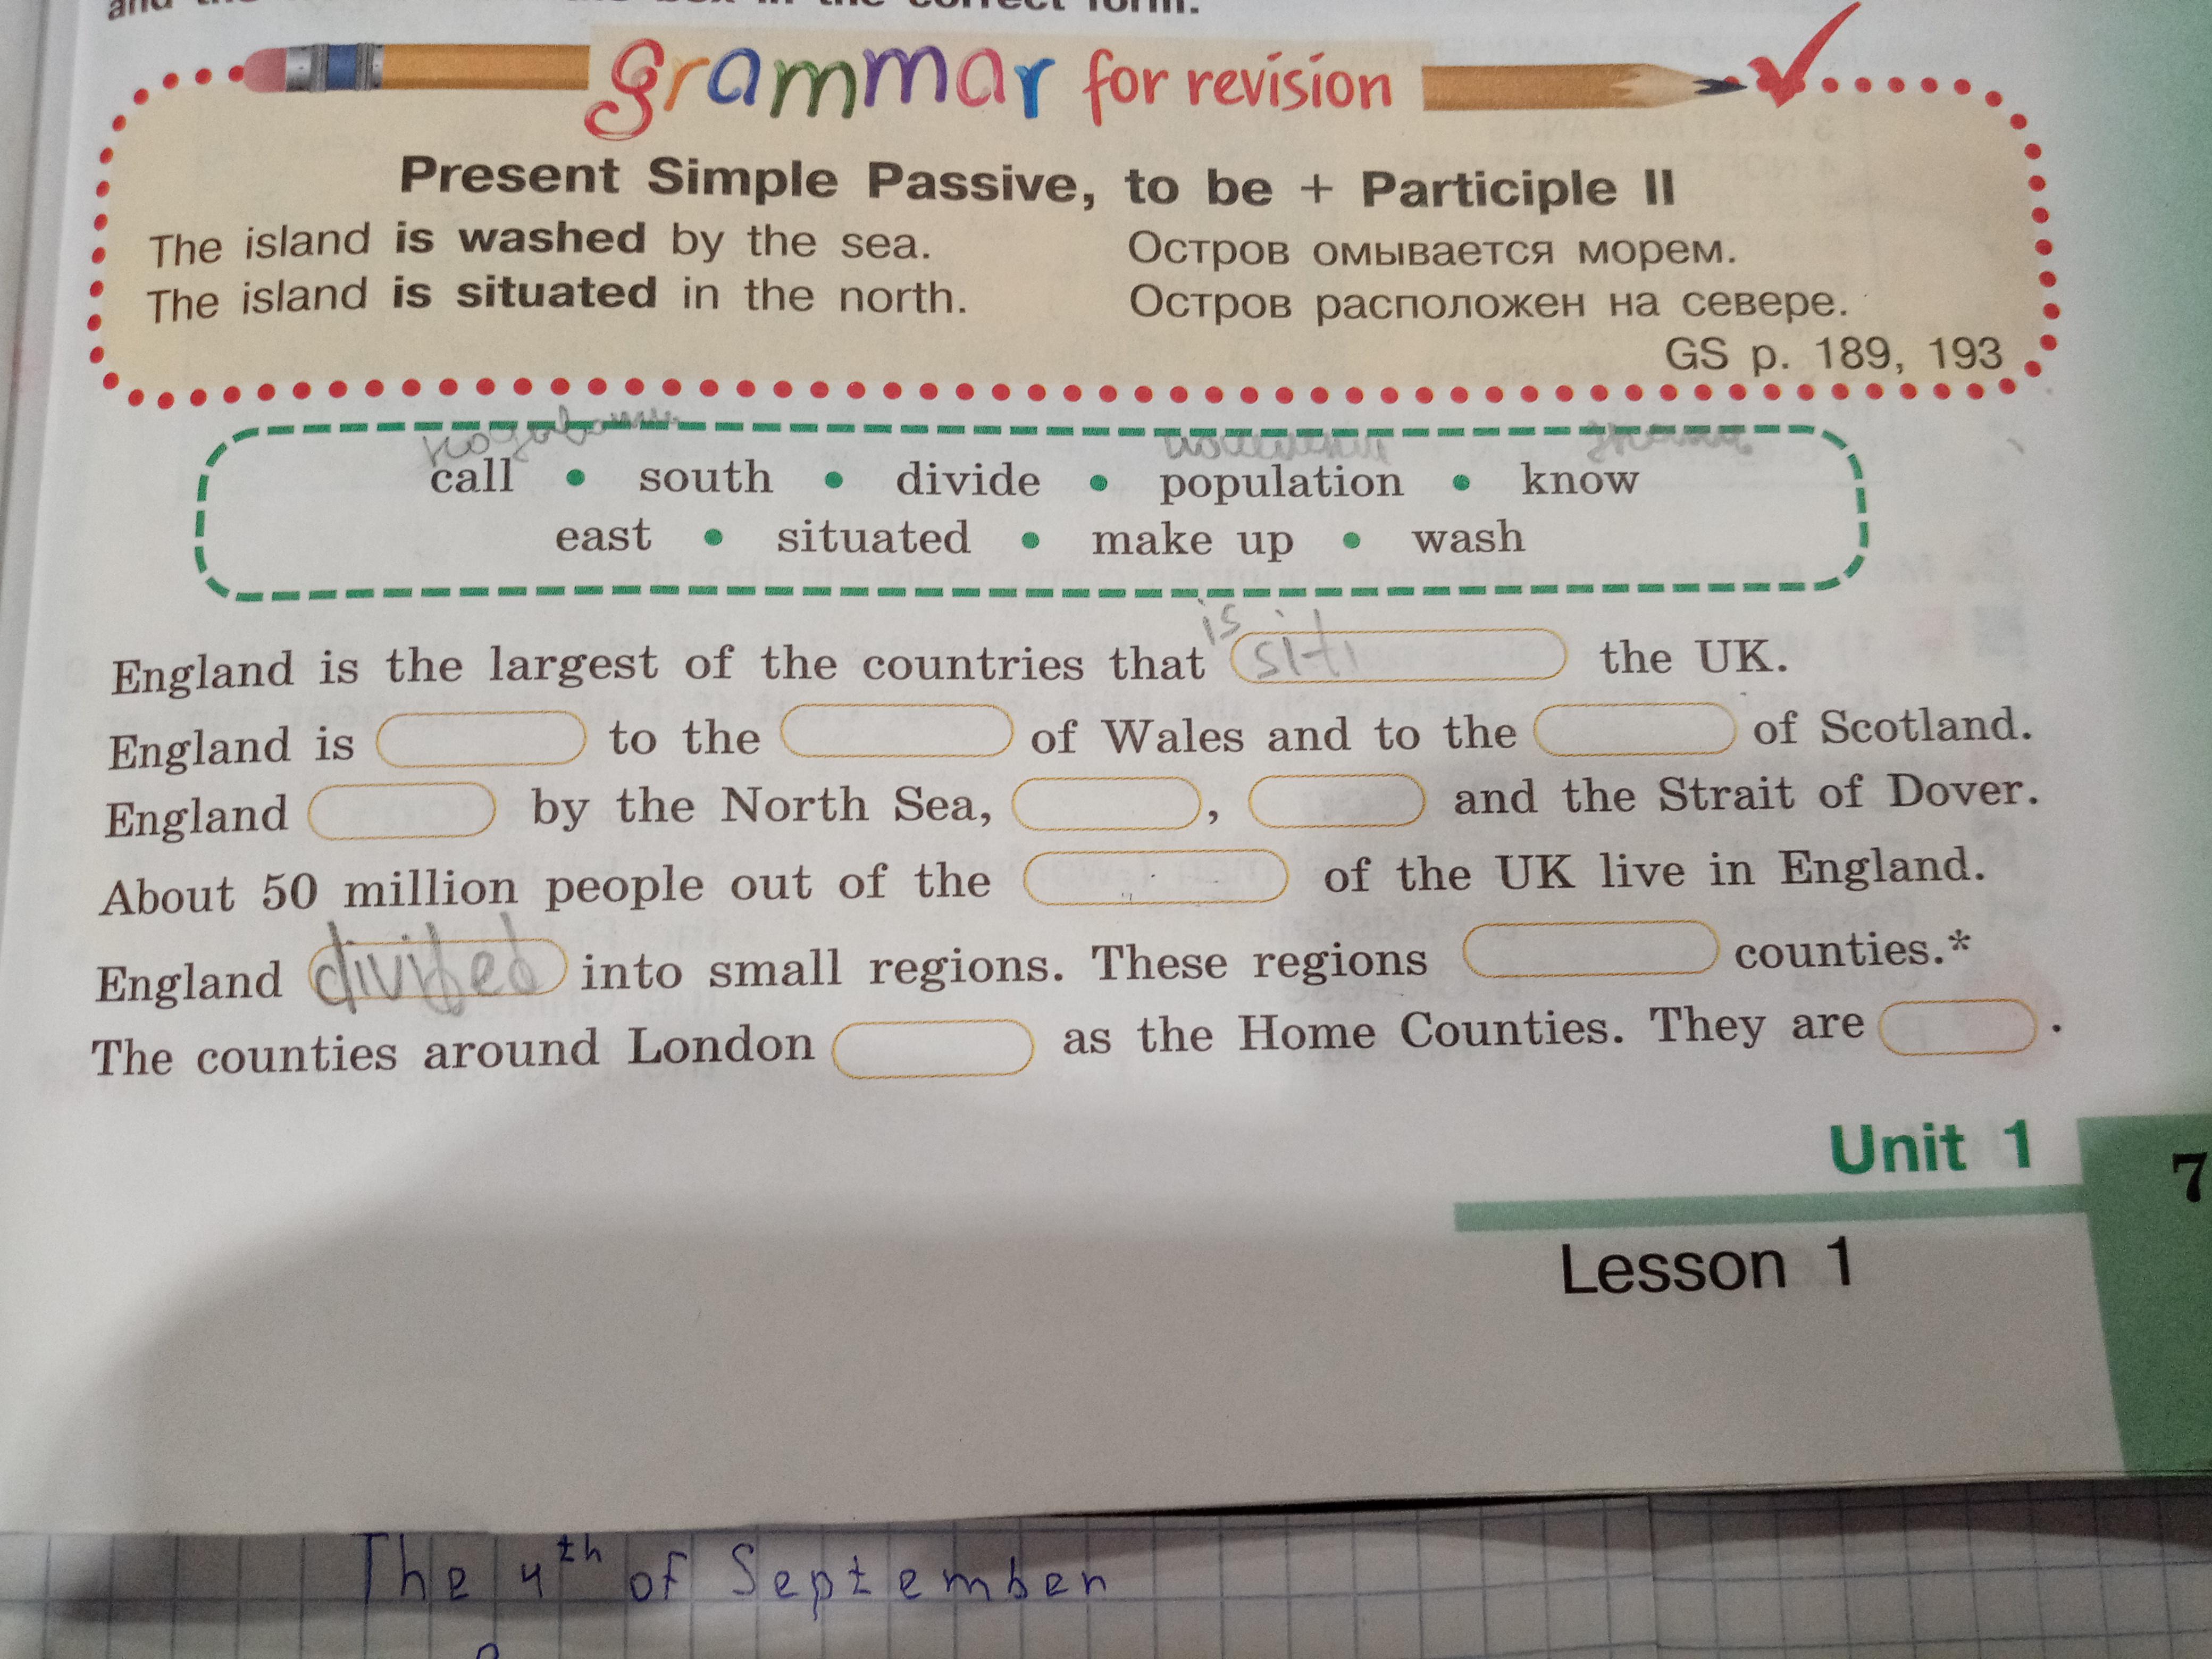 box in the correct form.
grammar for revision
Present Simple Passive, to be + Participle II
The island is washed by the sea. Остров омывается морем.
The island is situated in the north. Остров расположен на севере.
GS p. 189, 193
call • south • divide • population • know
east • situated • make up • wash
is
England is the largest of the countries that siti the UK.
England is to the of Wales and to the of Scotland.
England by the North Sea, , and the Strait of Dover.
About 50 million people out of the of the UK live in England.
England divided into small regions. These regions counties.*
The counties around London as the Home Counties. They are .
Unit 1
7
Lesson 1
The 4th of September